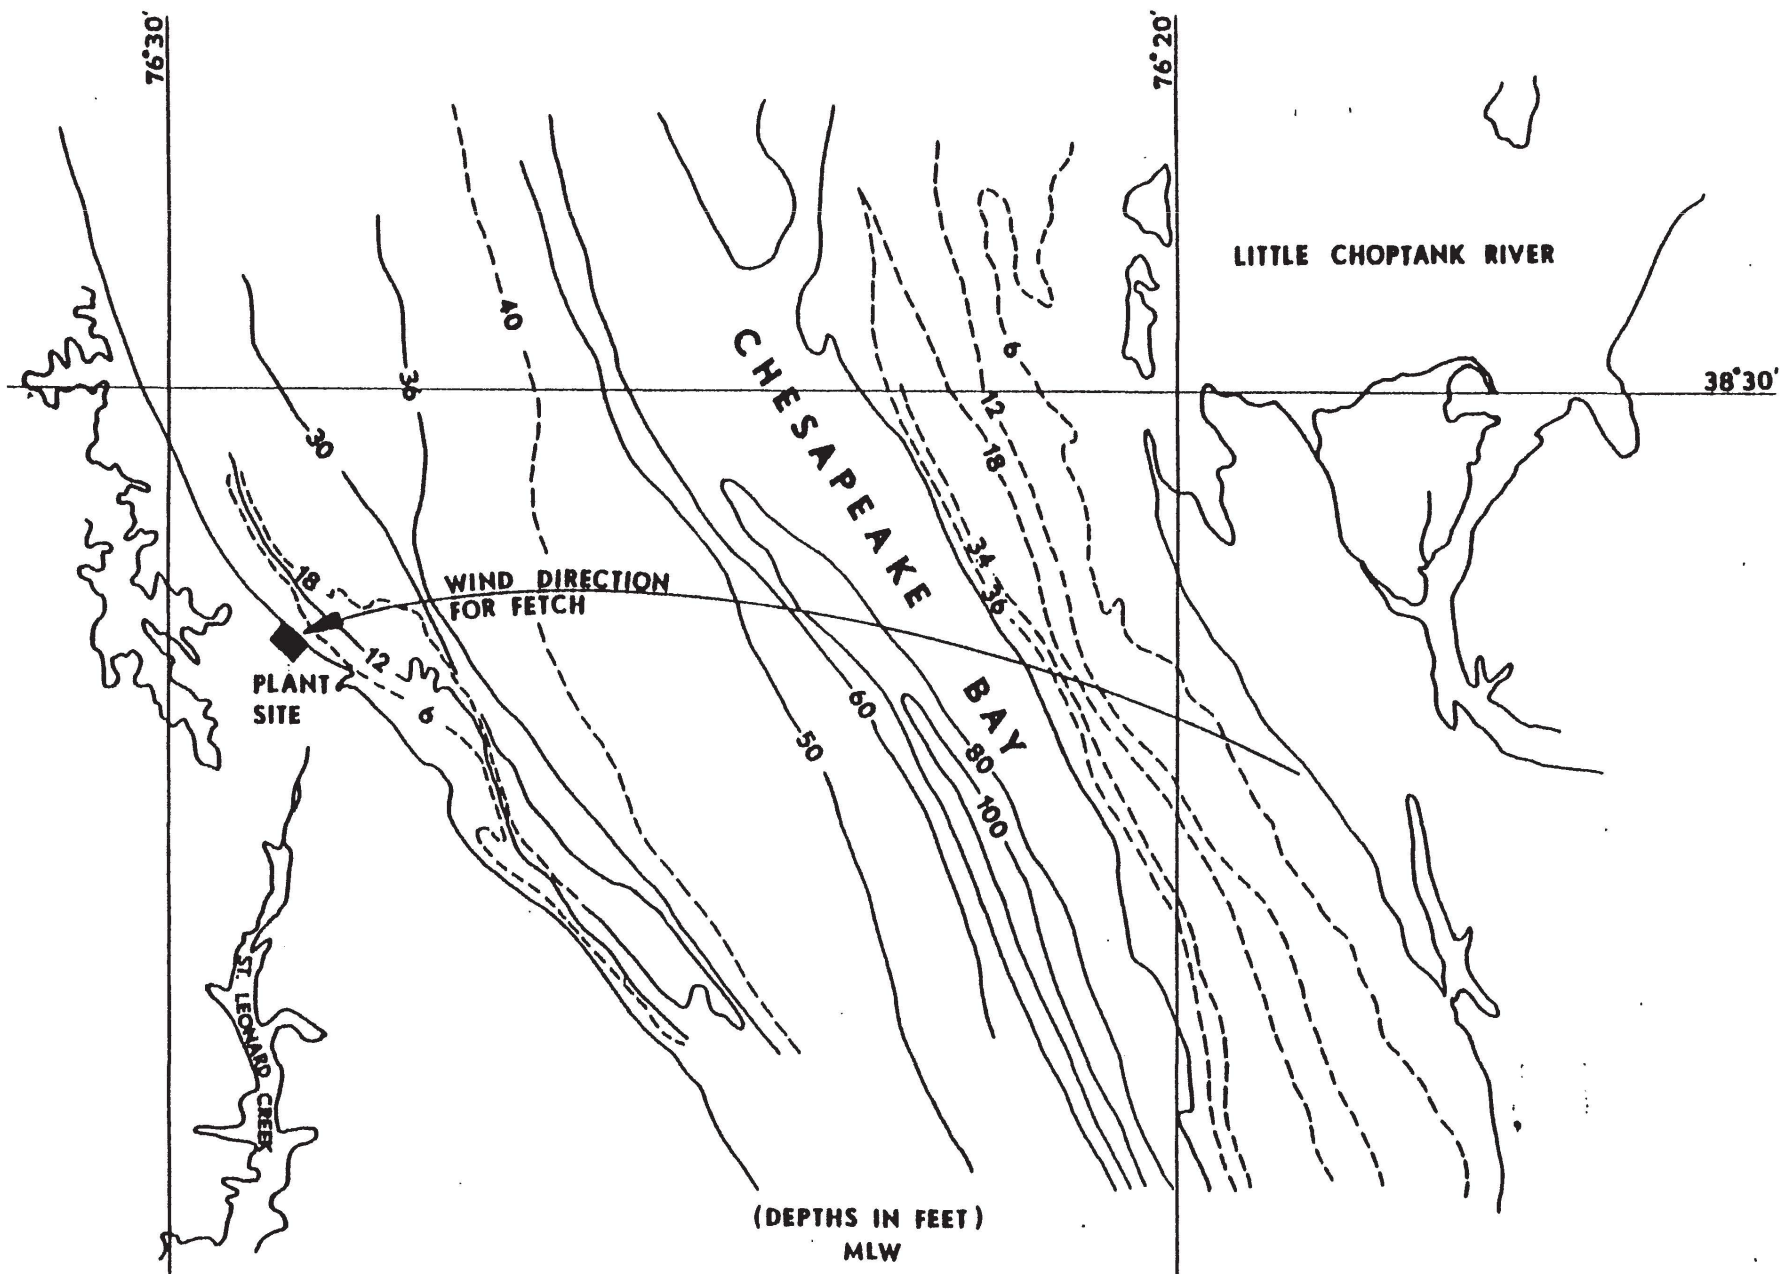 76°30'
76°20'
LITTLE CHOPTANK RIVER
40
6
38°30'
36
12
30
18
CHESAPEAKE BAY
34
36
18
WIND DIRECTION
FOR FETCH
12
PLANT
SITE
6
60
50
80
100
ST. LEONARD CREEK
(DEPTHS IN FEET)
MLW